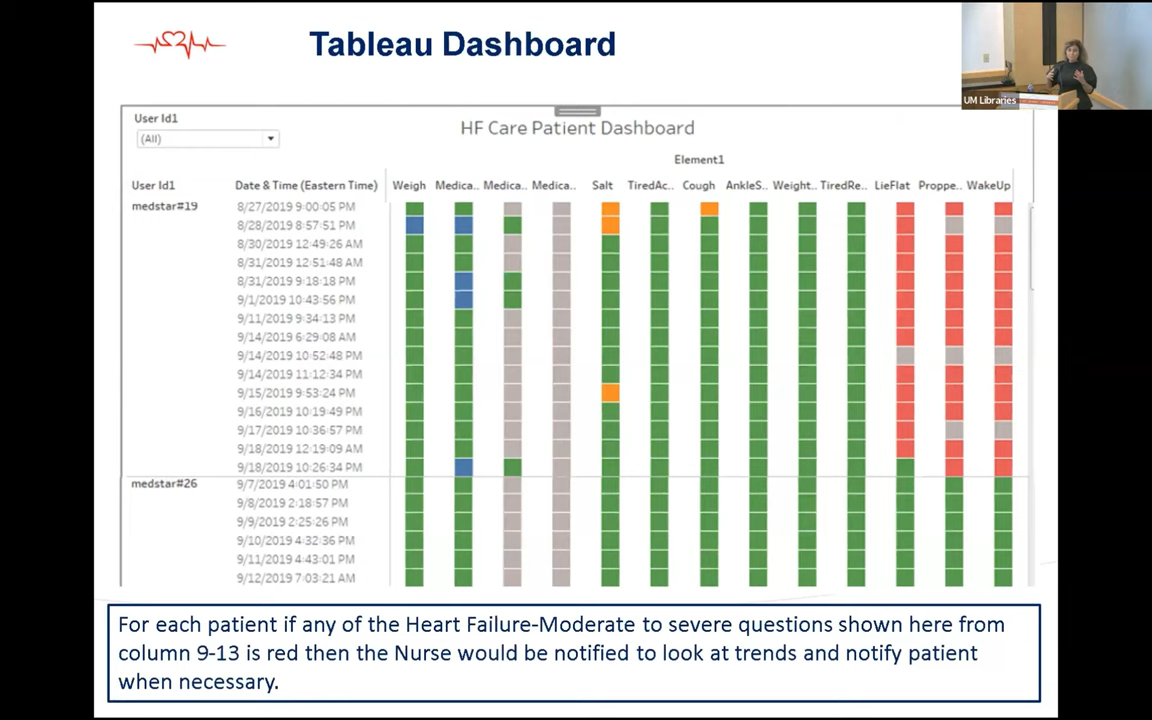 Tableau Dashboard
UM Libraries
User Id1
(All)
HF Care Patient Dashboard
Element1
User Id1 Date & Time (Eastern Time) Weigh Medica.. Medica.. Medica.. Salt TiredAc.. Cough AnkleS.. Weight.. TiredRe.. LieFlat Proppe.. WakeUp
medstar#19 8/27/2019 9:00:05 PM
8/28/2019 8:57:51 PM
8/30/2019 12:49:26 AM
8/31/2019 12:51:48 AM
8/31/2019 9:18:18 PM
9/1/2019 10:43:56 PM
9/11/2019 9:34:13 PM
9/14/2019 6:29:08 AM
9/14/2019 10:52:48 PM
9/14/2019 11:12:34 PM
9/15/2019 9:53:24 PM
9/16/2019 10:19:49 PM
9/17/2019 10:36:57 PM
9/18/2019 12:19:09 AM
9/18/2019 10:26:34 PM
medstar#26 9/7/2019 4:01:50 PM
9/8/2019 2:18:57 PM
9/9/2019 2:25:26 PM
9/10/2019 4:32:36 PM
9/11/2019 4:43:01 PM
9/12/2019 7:03:21 AM
For each patient if any of the Heart Failure-Moderate to severe questions shown here from
column 9-13 is red then the Nurse would be notified to look at trends and notify patient
when necessary.